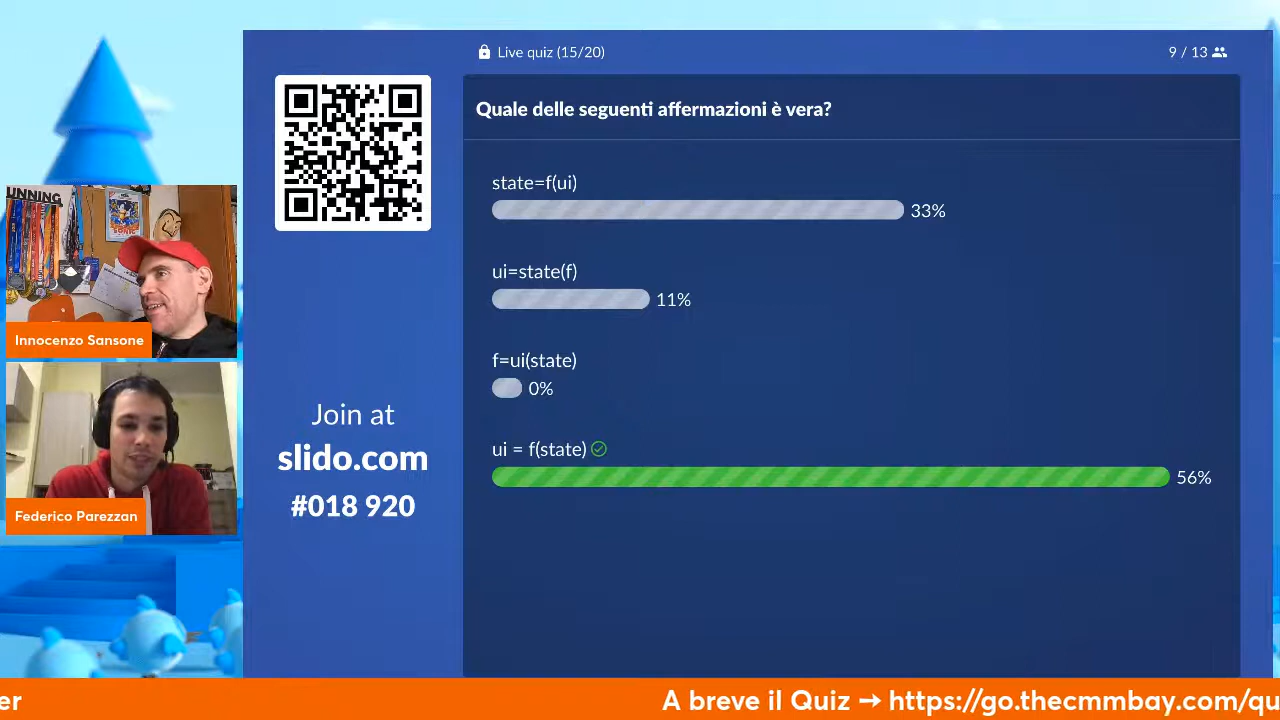 Live quiz (15/20)
9 / 13
Quale delle seguenti affermazioni è vera?
state=f(ui)
33%
ui=state(f)
11%
f=ui(state)
0%
ui = f(state)
56%
Join at
slido.com
#018 920
UNNING
SONIC
Innocenzo Sansone
Federico Parezzan
er
A breve il Quiz → https://go.thecmmbay.com/qu